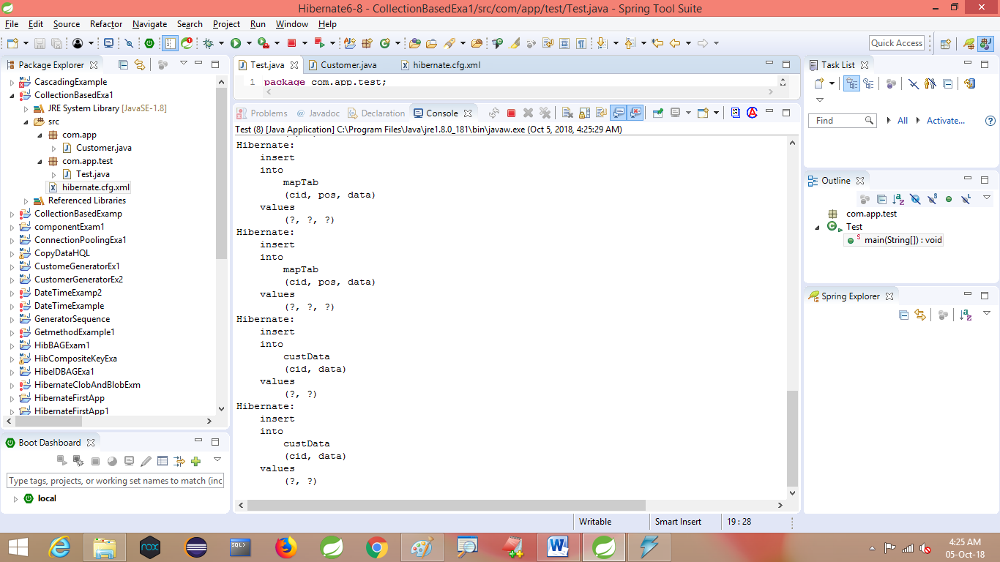 Hibernate6-8 - CollectionBasedExa1/src/com/app/test/Test.java - Spring Tool Suite
File Edit Source Refactor Navigate Search Project Run Window Help
Quick Access
Package Explorer
CascadingExample
CollectionBasedExa1
JRE System Library [JavaSE-1.8]
src
com.app
Customer.java
com.app.test
Test.java
hibernate.cfg.xml
Referenced Libraries
CollectionBasedExamp
componentExam1
ConnectionPoolingExa1
CopyDataHQL
CustomeGeneratorEx1
CustomerGeneratorEx2
DateTimeExamp2
DateTimeExample
GeneratorSequence
GetmethodExample1
HibBAGExam1
HibCompositeKeyExa
HibeIDBAGExa1
HibernateClobAndBlobExm
HibernateFirstApp
HibernateFirstApp1
Boot Dashboard
Type tags, projects, or working set names to match (inc
local
Test.java Customer.java hibernate.cfg.xml
1 package com.app.test;
Problems Javadoc Declaration Console
Test (8) [Java Application] C:\Program Files\Java\jre1.8.0_181\bin\javaw.exe (Oct 5, 2018, 4:25:29 AM)
Hibernate:
insert
into
mapTab
(cid, pos, data)
values
(?, ?, ?)
Hibernate:
insert
into
mapTab
(cid, pos, data)
values
(?, ?, ?)
Hibernate:
insert
into
custData
(cid, data)
values
(?, ?)
Hibernate:
insert
into
custData
(cid, data)
values
(?, ?)
Task List
Find All Activate...
Outline
com.app.test
Test
main(String[]) : void
Spring Explorer
Writable Smart Insert 19 : 28
4:25 AM
05-Oct-18